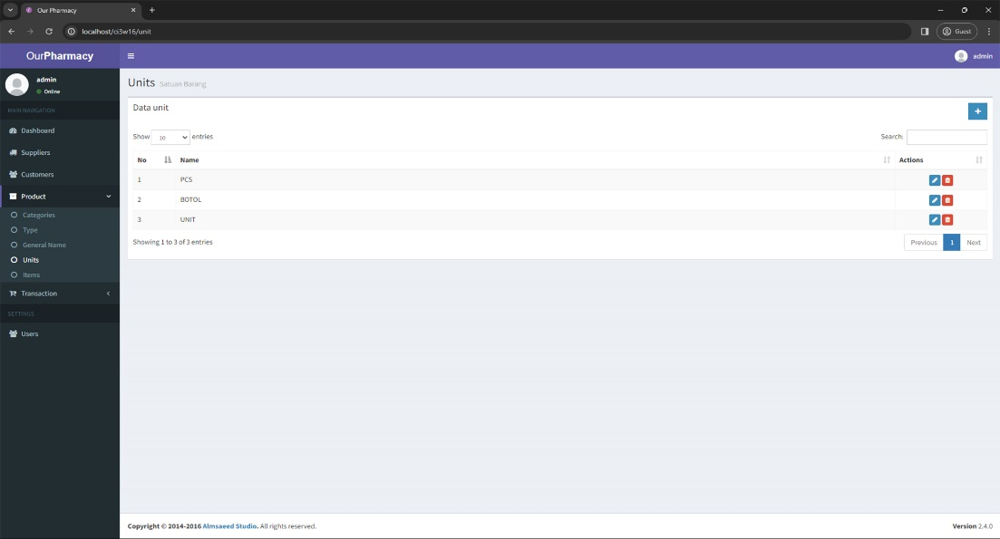 Our Pharmacy
localhost/ci3w16/unit
Guest
OurPharmacy
admin
admin
Online
MAIN NAVIGATION
Dashboard
Suppliers
Customers
Product
Categories
Type
General Name
Units
Items
Transaction
SETTINGS
Users
Units Satuan Barang
Data unit
Show 10 entries
Search:
No Name Actions
1 PCS
2 BOTOL
3 UNIT
Showing 1 to 3 of 3 entries
Previous 1 Next
Copyright © 2014-2016 Almsaeed Studio. All rights reserved.
Version 2.4.0